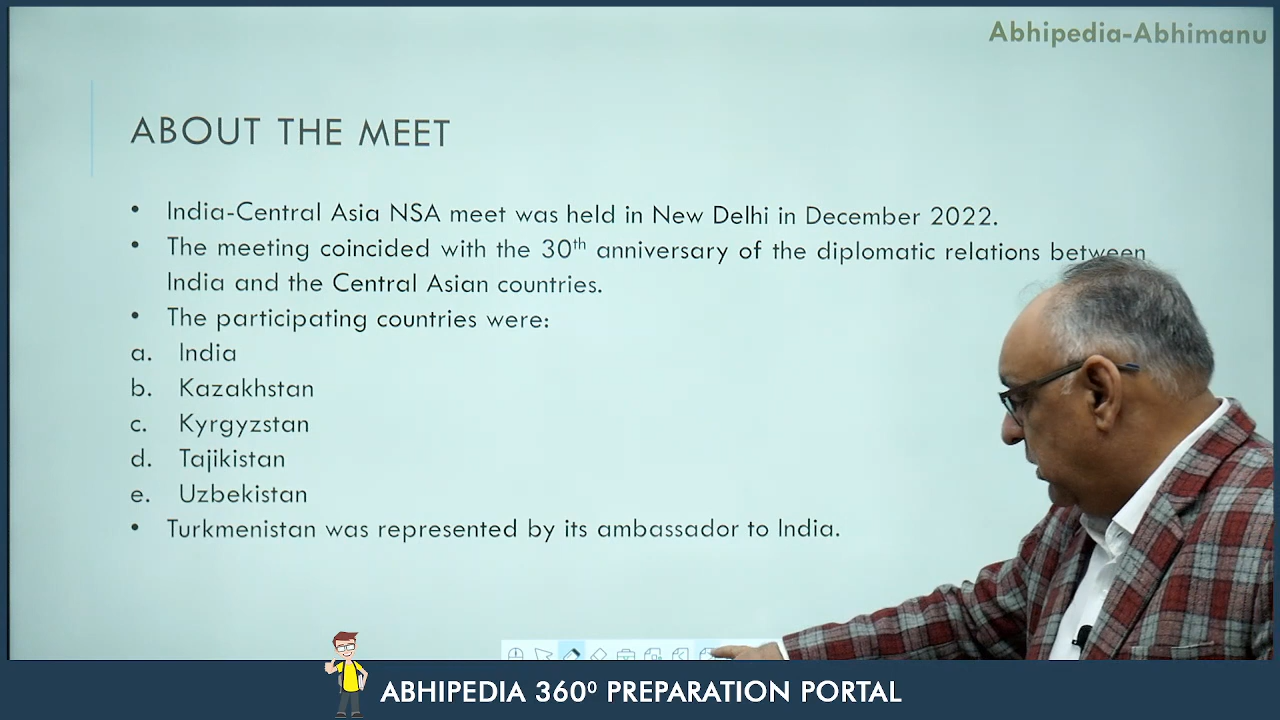 Abhipedia-Abhimanu
ABOUT THE MEET
• India-Central Asia NSA meet was held in New Delhi in December 2022.
• The meeting coincided with the 30th anniversary of the diplomatic relations between
India and the Central Asian countries.
• The participating countries were:
a. India
b. Kazakhstan
c. Kyrgyzstan
d. Tajikistan
e. Uzbekistan
• Turkmenistan was represented by its ambassador to India.
ABHIPEDIA 360⁰ PREPARATION PORTAL